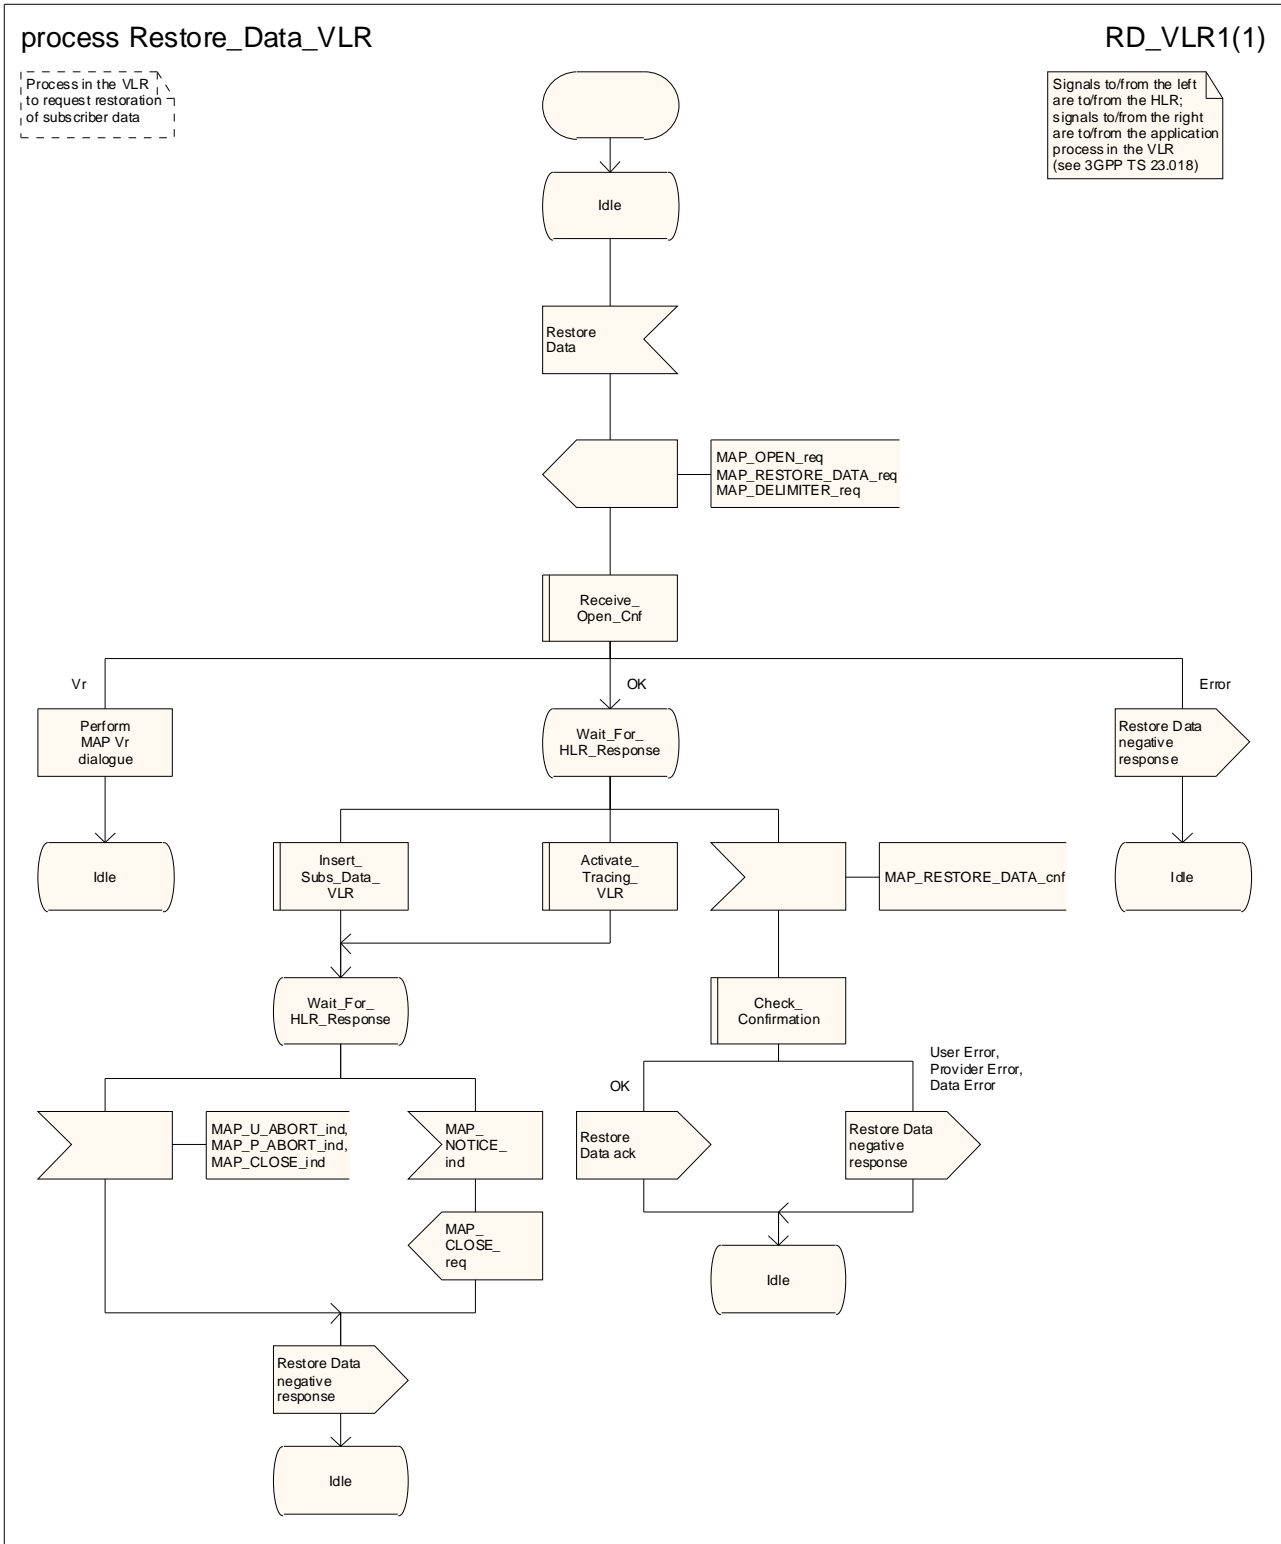 process Restore_Data_VLR
RD_VLR1(1)
Process in the VLR
to request restoration
of subscriber data
Signals to/from the left
are to/from the HLR;
signals to/from the right
are to/from the application
process in the VLR
(see 3GPP TS 23.018)
Idle
Restore
Data
MAP_OPEN_req
MAP_RESTORE_DATA_req
MAP_DELIMITER_req
Receive_
Open_Cnf
Vr
OK
Error
Perform
MAP Vr
dialogue
Wait_For_
HLR_Response
Restore Data
negative
response
Idle
Insert_
Subs_Data_
VLR
Activate_
Tracing_
VLR
MAP_RESTORE_DATA_cnf
Idle
Wait_For_
HLR_Response
Check_
Confirmation
OK
User Error,
Provider Error,
Data Error
MAP_U_ABORT_ind,
MAP_P_ABORT_ind,
MAP_CLOSE_ind
MAP_
NOTICE_
ind
Restore
Data ack
Restore Data
negative
response
MAP_
CLOSE_
req
Idle
Restore Data
negative
response
Idle